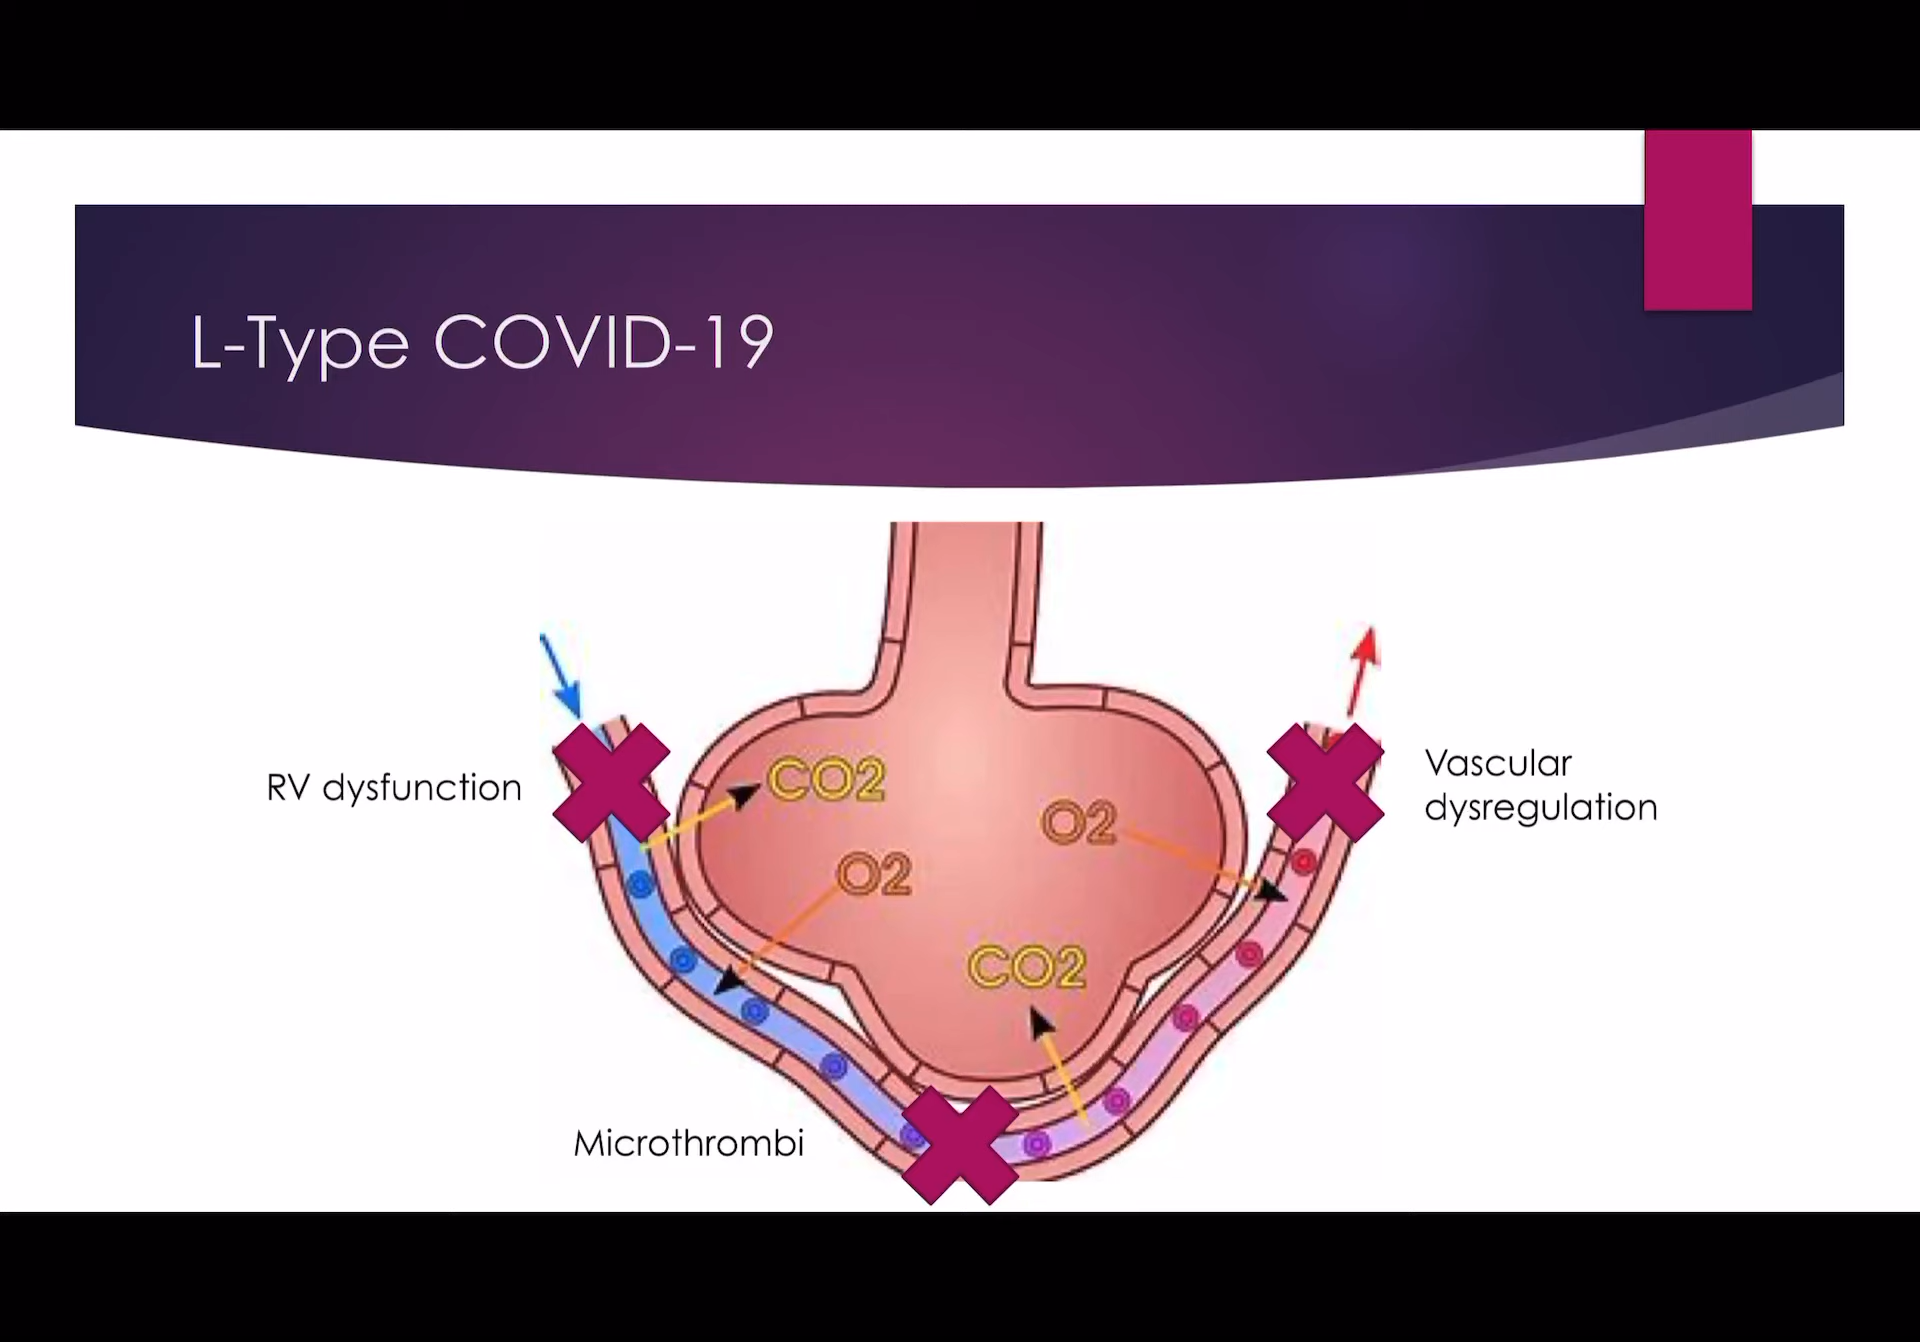 L-Type COVID-19
RV dysfunction
CO2
O2
O2
CO2
Vascular
dysregulation
Microthrombi